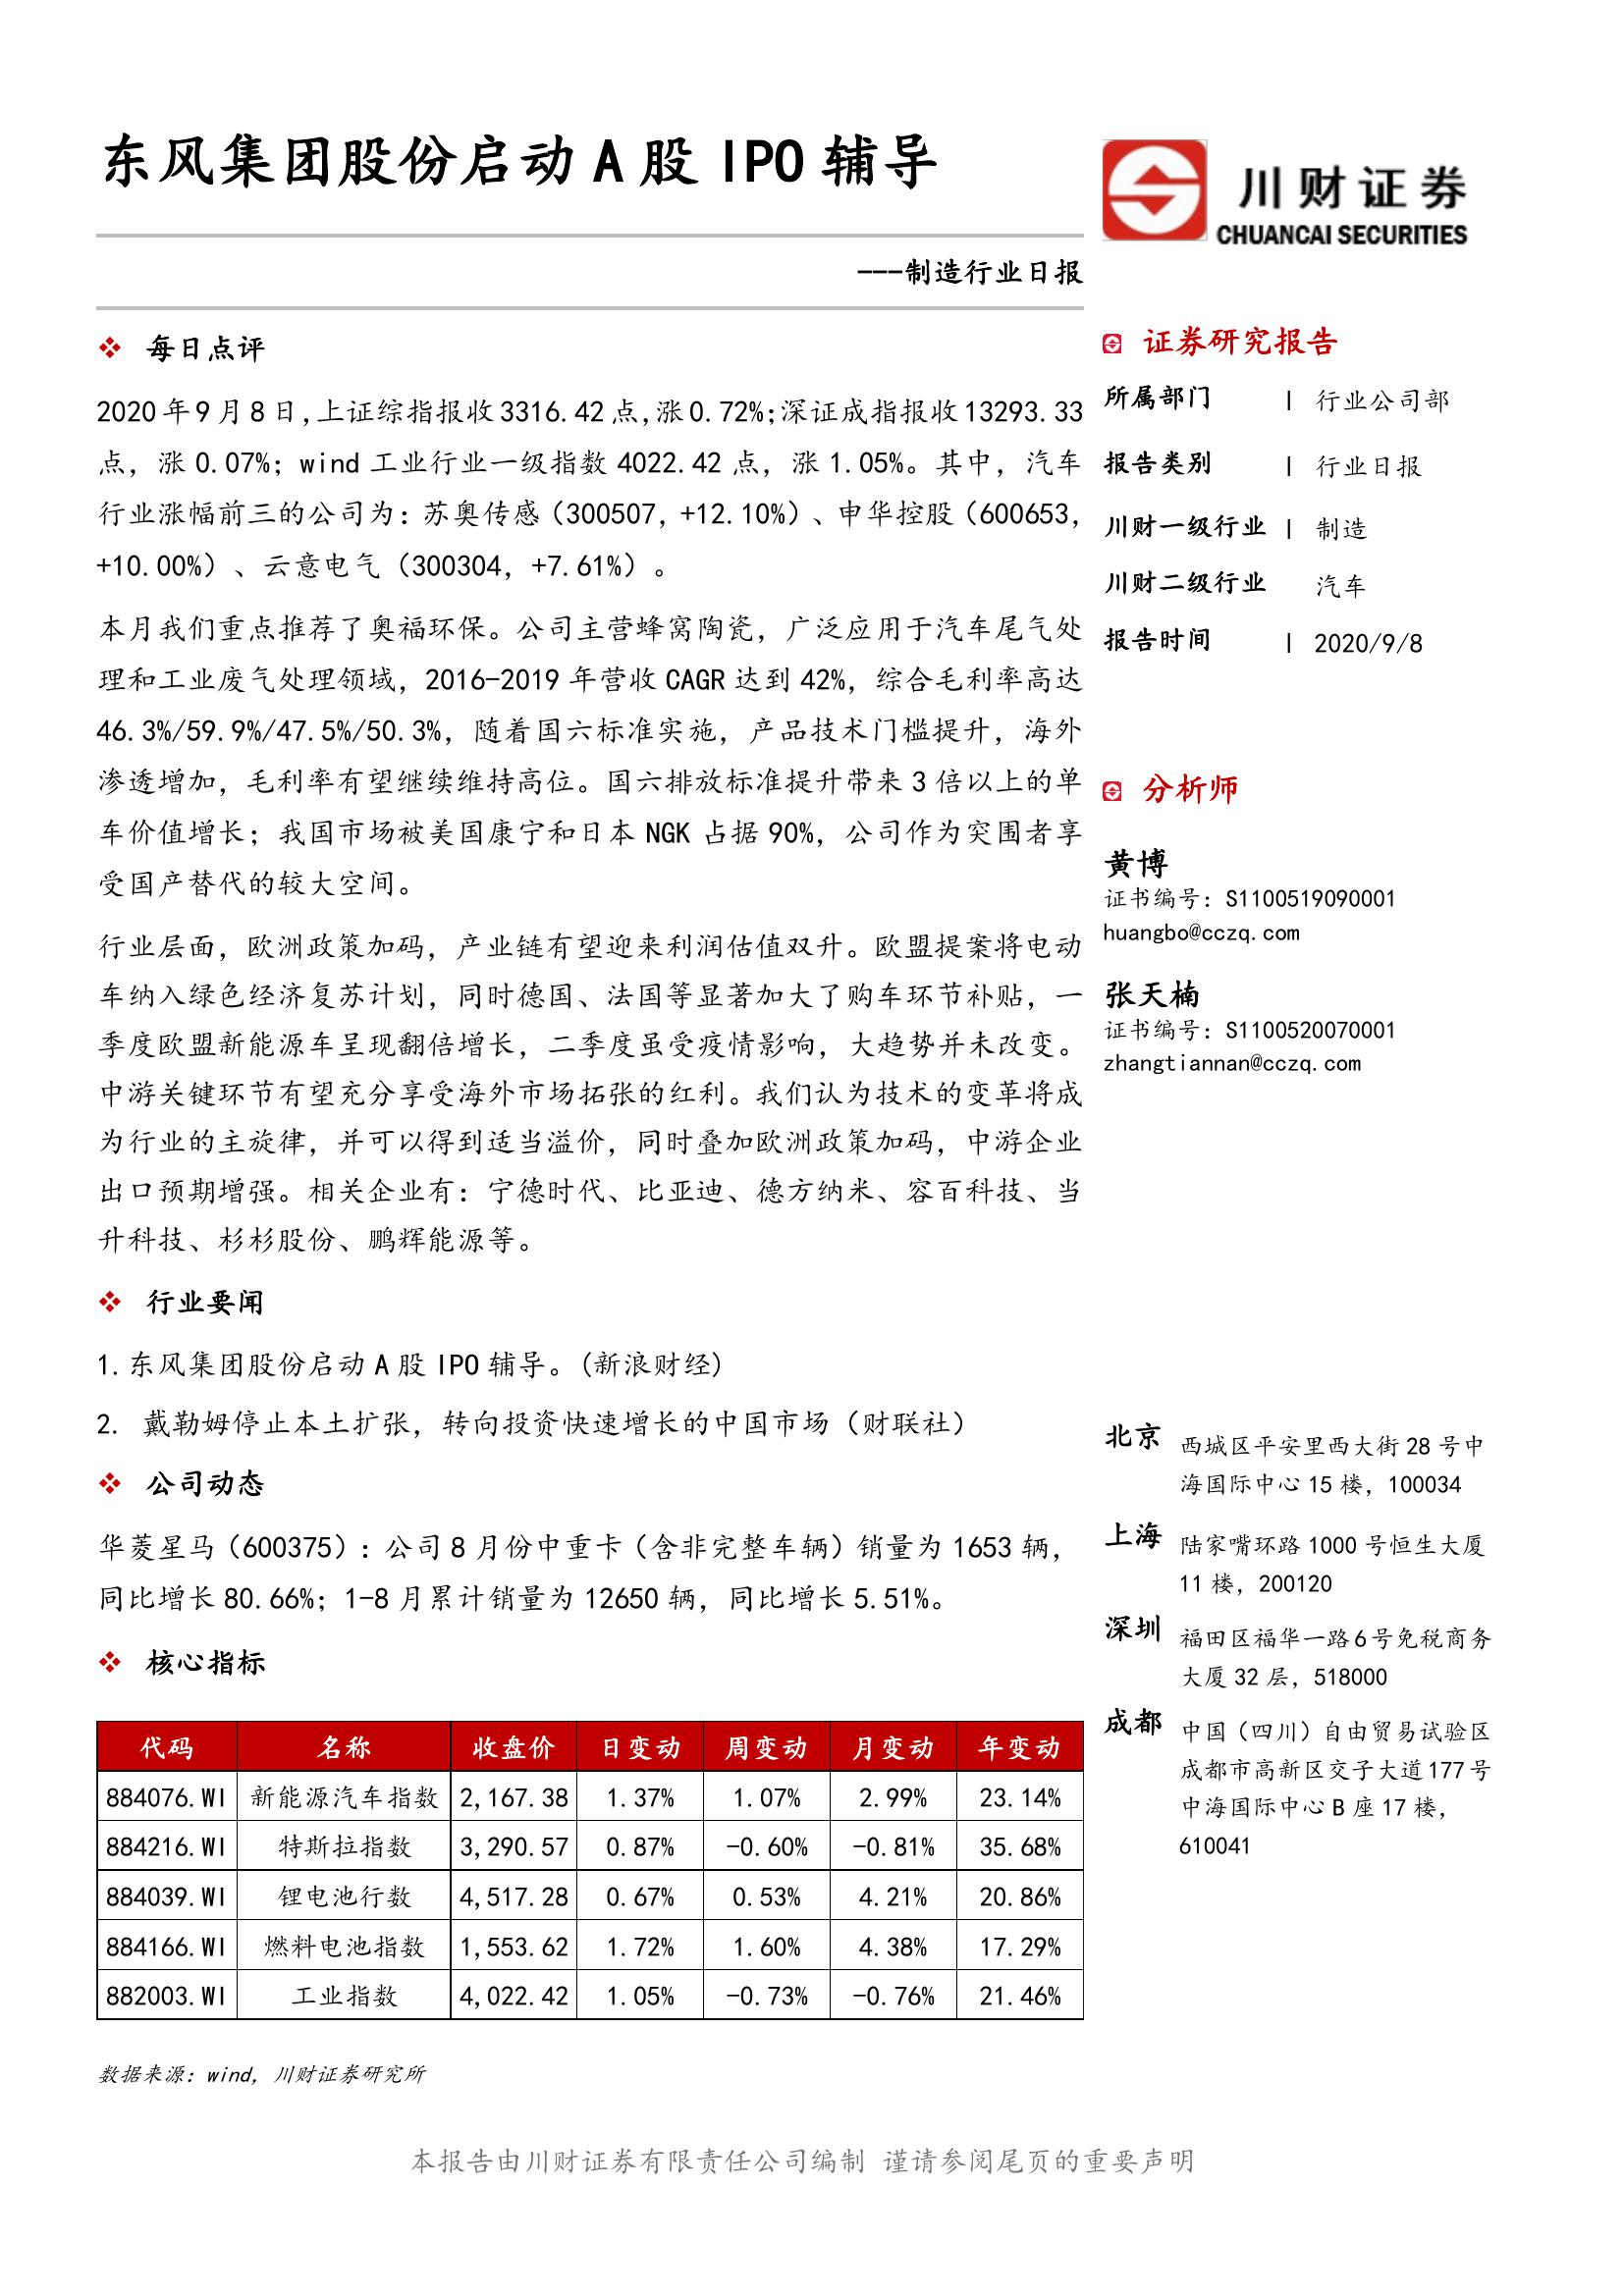 东风集团股份启动 A 股 IPO 辅导
---制造行业日报
❖ 每日点评
2020 年 9 月 8 日，上证综指报收 3316.42 点，涨 0.72%；深证成指报收 13293.33
点，涨 0.07%；wind 工业行业一级指数 4022.42 点，涨 1.05%。其中，汽车
行业涨幅前三的公司为：苏奥传感（300507，+12.10%）、申华控股（600653，
+10.00%）、云意电气（300304，+7.61%）。
本月我们重点推荐了奥福环保。公司主营蜂窝陶瓷，广泛应用于汽车尾气处
理和工业废气处理领域，2016-2019 年营收 CAGR 达到 42%，综合毛利率高达
46.3%/59.9%/47.5%/50.3%，随着国六标准实施，产品技术门槛提升，海外
渗透增加，毛利率有望继续维持高位。国六排放标准提升带来 3 倍以上的单
车价值增长；我国市场被美国康宁和日本 NGK 占据 90%，公司作为突围者享
受国产替代的较大空间。
行业层面，欧洲政策加码，产业链有望迎来利润估值双升。欧盟提案将电动
车纳入绿色经济复苏计划，同时德国、法国等显著加大了购车环节补贴，一
季度欧盟新能源车呈现翻倍增长，二季度虽受疫情影响，大趋势并未改变。
中游关键环节有望充分享受海外市场拓张的红利。我们认为技术的变革将成
为行业的主旋律，并可以得到适当溢价，同时叠加欧洲政策加码，中游企业
出口预期增强。相关企业有：宁德时代、比亚迪、德方纳米、容百科技、当
升科技、杉杉股份、鹏辉能源等。
❖ 行业要闻
1. 东风集团股份启动 A 股 IPO 辅导。(新浪财经)
2. 戴勒姆停止本土扩张，转向投资快速增长的中国市场（财联社）
❖ 公司动态
华菱星马（600375）：公司 8 月份中重卡（含非完整车辆）销量为 1653 辆，
同比增长 80.66%；1-8 月累计销量为 12650 辆，同比增长 5.51%。
❖ 核心指标
代码 名称 收盘价 日变动 周变动 月变动 年变动
884076.WI 新能源汽车指数 2,167.38 1.37% 1.07% 2.99% 23.14%
884216.WI 特斯拉指数 3,290.57 0.87% -0.60% -0.81% 35.68%
884039.WI 锂电池行数 4,517.28 0.67% 0.53% 4.21% 20.86%
884166.WI 燃料电池指数 1,553.62 1.72% 1.60% 4.38% 17.29%
882003.WI 工业指数 4,022.42 1.05% -0.73% -0.76% 21.46%
数据来源：wind，川财证券研究所
川财证券
CHUANCAI SECURITIES
证券研究报告
所属部门 | 行业公司部
报告类别 | 行业日报
川财一级行业 | 制造
川财二级行业 汽车
报告时间 | 2020/9/8
分析师
黄博
证书编号：S1100519090001
huangbo@cczq.com
张天楠
证书编号：S1100520070001
zhangtiannan@cczq.com
北京 西城区平安里西大街 28 号中
海国际中心 15 楼，100034
上海 陆家嘴环路 1000 号恒生大厦
11 楼，200120
深圳 福田区福华一路 6 号免税商务
大厦 32 层，518000
成都 中国（四川）自由贸易试验区
成都市高新区交子大道 177 号
中海国际中心 B 座 17 楼，
610041
本报告由川财证券有限责任公司编制 谨请参阅尾页的重要声明